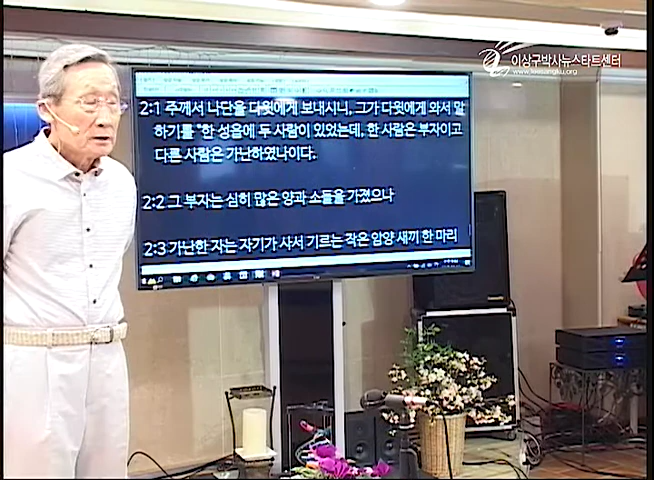 이상구박사뉴스타트센터
www.leesangku.org
2:1 주께서 나단을 다윗에게 보내시니, 그가 다윗에게 와서 말
하기를 "한 성읍에 두 사람이 있었는데, 한 사람은 부자이고
다른 사람은 가난하였나이다.
2:2 그 부자는 심히 많은 양과 소들을 가졌으나
2:3 가난한 자는 자기가 사서 기르는 작은 암양 새끼 한 마리